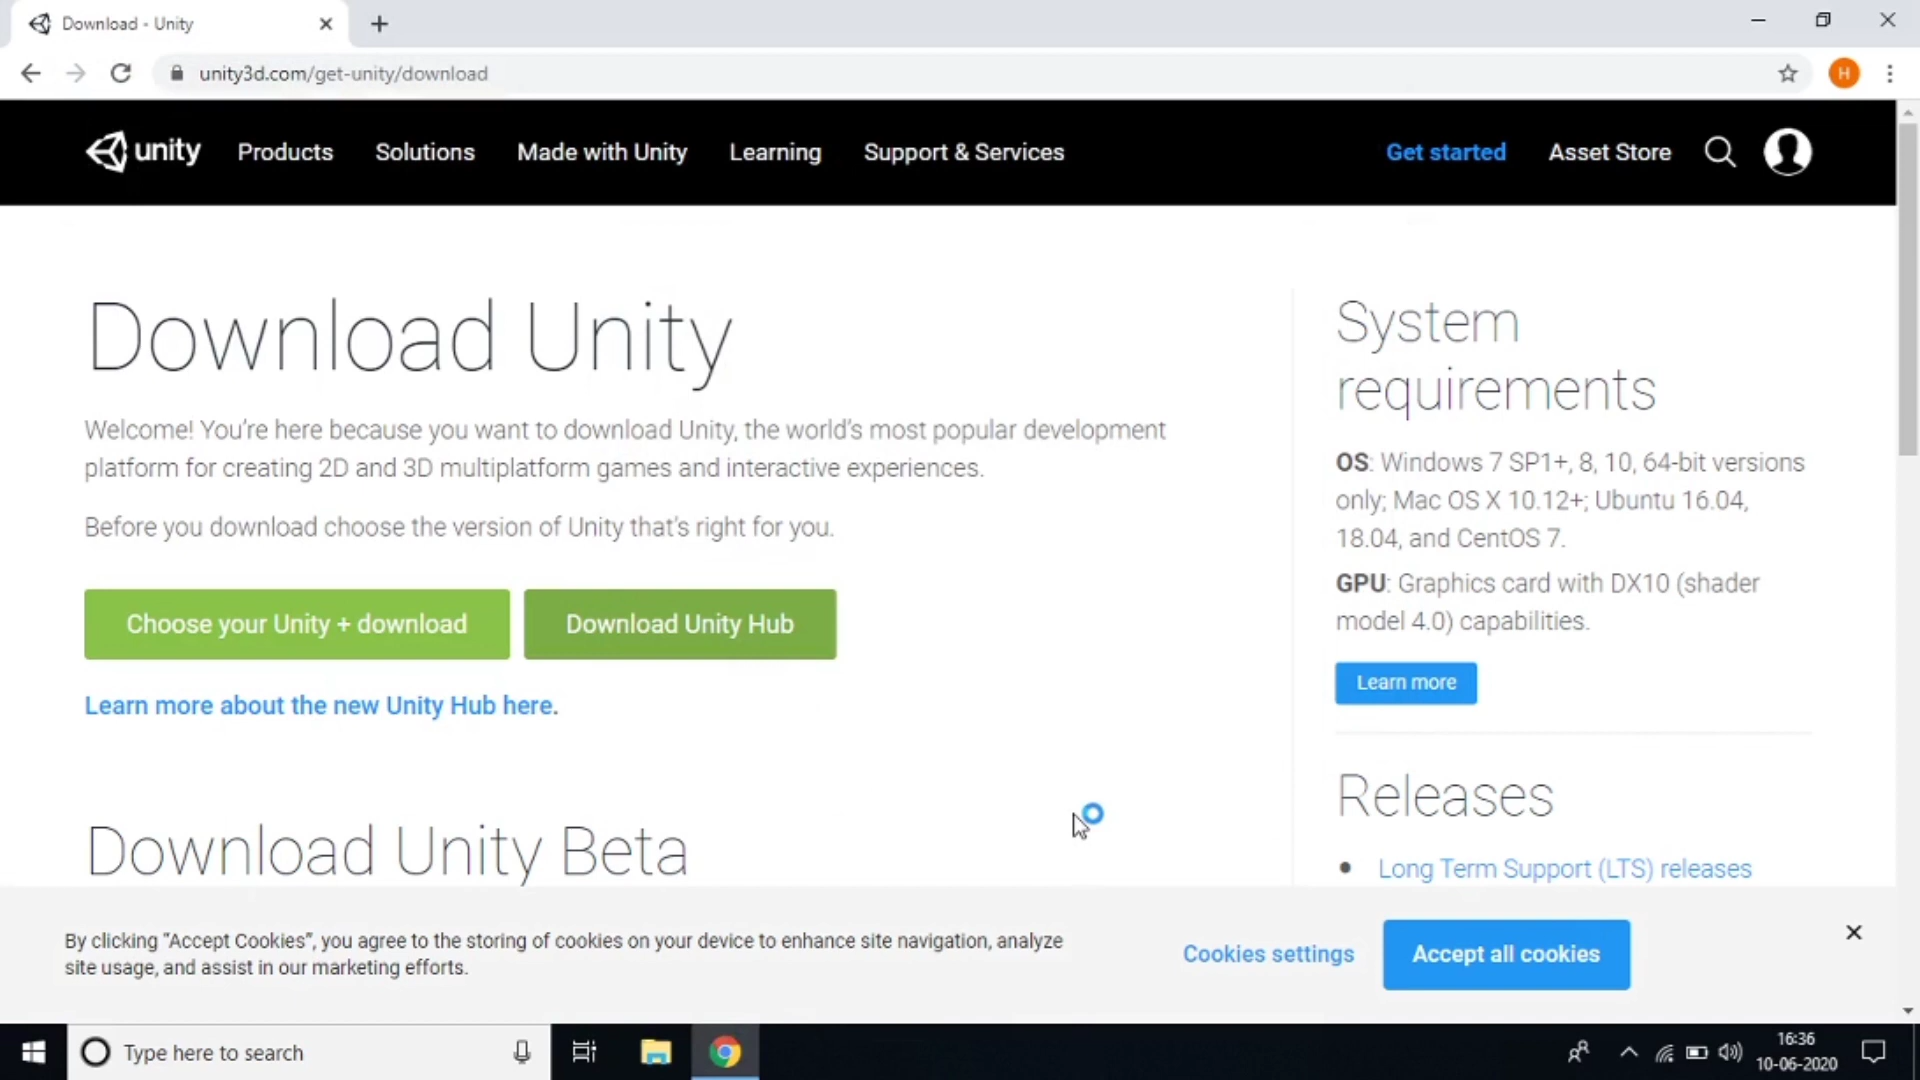 Download - Unity
unity3d.com/get-unity/download
H
unity Products Solutions Made with Unity Learning Support & Services Get started Asset Store
Download Unity
Welcome! You're here because you want to download Unity, the world's most popular development
platform for creating 2D and 3D multiplatform games and interactive experiences.
Before you download choose the version of Unity that's right for you.
Choose your Unity + download
Download Unity Hub
Learn more about the new Unity Hub here.
Download Unity Beta
System
requirements
OS: Windows 7 SP1+, 8, 10, 64-bit versions
only; Mac OS X 10.12+; Ubuntu 16.04,
18.04, and CentOS 7.
GPU: Graphics card with DX10 (shader
model 4.0) capabilities.
Learn more
Releases
Long Term Support (LTS) releases
By clicking “Accept Cookies”, you agree to the storing of cookies on your device to enhance site navigation, analyze
site usage, and assist in our marketing efforts.
Cookies settings
Accept all cookies
Type here to search
16:36
10-06-2020